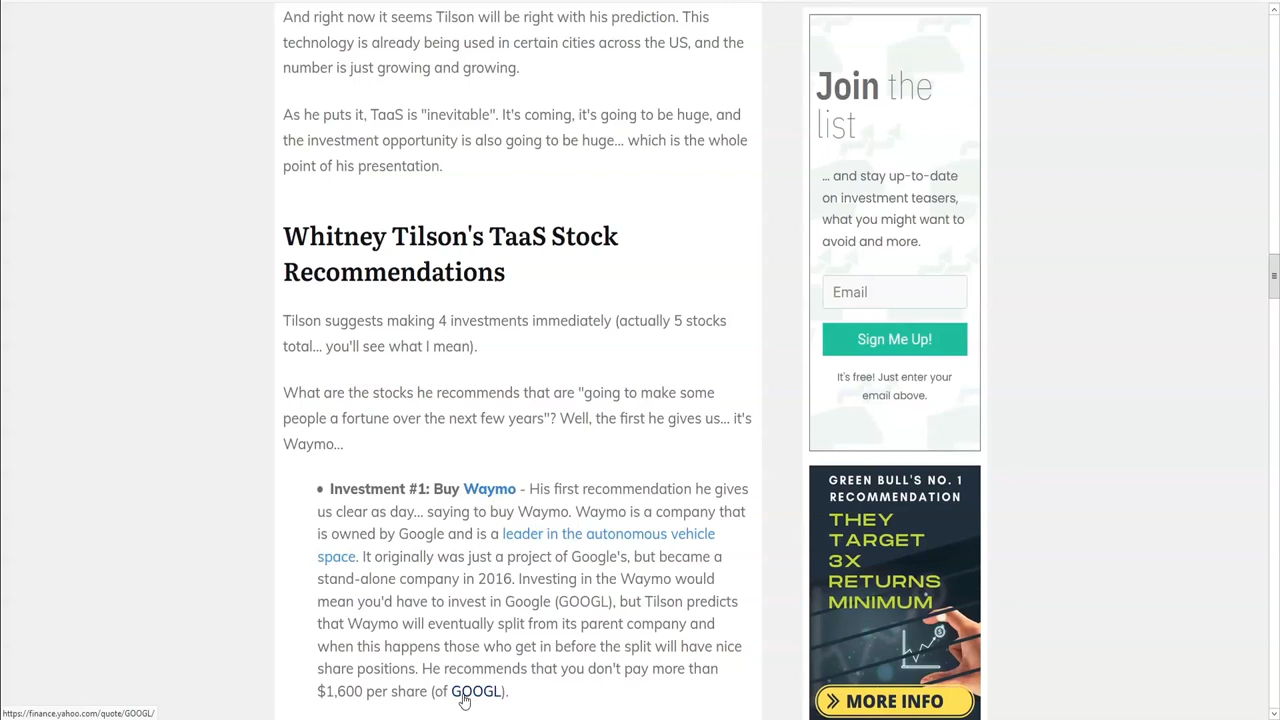 And right now it seems Tilson will be right with his prediction. This
technology is already being used in certain cities across the US, and the
number is just growing and growing.
As he puts it, TaaS is "inevitable". It's coming, it's going to be huge, and
the investment opportunity is also going to be huge... which is the whole
point of his presentation.
Whitney Tilson's TaaS Stock
Recommendations
Tilson suggests making 4 investments immediately (actually 5 stocks
total... you'll see what I mean).
What are the stocks he recommends that are "going to make some
people a fortune over the next few years"? Well, the first he gives us... it's
Waymo...
• Investment #1: Buy Waymo - His first recommendation he gives
us clear as day... saying to buy Waymo. Waymo is a company that
is owned by Google and is a leader in the autonomous vehicle
space. It originally was just a project of Google's, but became a
stand-alone company in 2016. Investing in the Waymo would
mean you'd have to invest in Google (GOOGL), but Tilson predicts
that Waymo will eventually split from its parent company and
when this happens those who get in before the split will have nice
share positions. He recommends that you don't pay more than
$1,600 per share (of GOOGL).
Join the
list
... and stay up-to-date
on investment teasers,
what you might want to
avoid and more.
Email
Sign Me Up!
It's free! Just enter your
email above.
GREEN BULL'S NO. 1
RECOMMENDATION
THEY
TARGET
3X
RETURNS
MINIMUM
MORE INFO
https://finance.yahoo.com/quote/GOOGL/